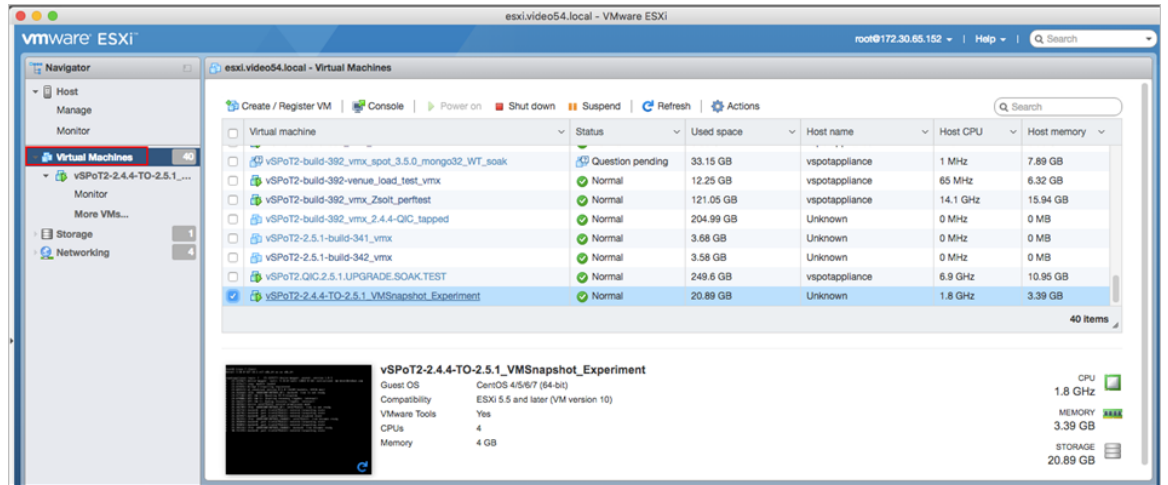 esxi.video54.local - VMware ESXi
vmware ESXi™
root@172.30.65.152 | Help | Search
Navigator
esxi.video54.local - Virtual Machines
Host
Manage
Monitor
Virtual Machines 40
vSPoT2-2.4.4-TO-2.5.1_...
Monitor
More VMs...
Storage 1
Networking 4
Create / Register VM | Console | Power on Shut down Suspend | Refresh | Actions Search
Virtual machine Status Used space Host name Host CPU Host memory
vSPoT2-build-392_vmx_spot_3.5.0_mongo32_WT_soak Question pending 33.15 GB vspotappliance 1 MHz 7.89 GB
vSPoT2-build-392-venue_load_test_vmx Normal 12.25 GB vspotappliance 65 MHz 6.32 GB
vSPoT2-build-392_vmx_Zsolt_perftest Normal 121.05 GB vspotappliance 14.1 GHz 15.94 GB
vSPoT2-build-392_vmx_2.4.4-QIC_tapped Normal 204.99 GB Unknown 0 MHz 0 MB
vSPoT2-2.5.1-build-341_vmx Normal 3.68 GB Unknown 0 MHz 0 MB
vSPoT2-2.5.1-build-342_vmx Normal 3.58 GB Unknown 0 MHz 0 MB
vSPoT2.QIC.2.5.1.UPGRADE.SOAK.TEST Normal 249.6 GB vspotappliance 6.9 GHz 10.95 GB
vSPoT2-2.4.4-TO-2.5.1_VMSnapshot_Experiment Normal 20.89 GB Unknown 1.8 GHz 3.39 GB
40 items
vSPoT2-2.4.4-TO-2.5.1_VMSnapshot_Experiment
Guest OS CentOS 4/5/6/7 (64-bit)
Compatibility ESXi 5.5 and later (VM version 10)
VMware Tools Yes
CPUs 4
Memory 4 GB
CPU
1.8 GHz
MEMORY
3.39 GB
STORAGE
20.89 GB